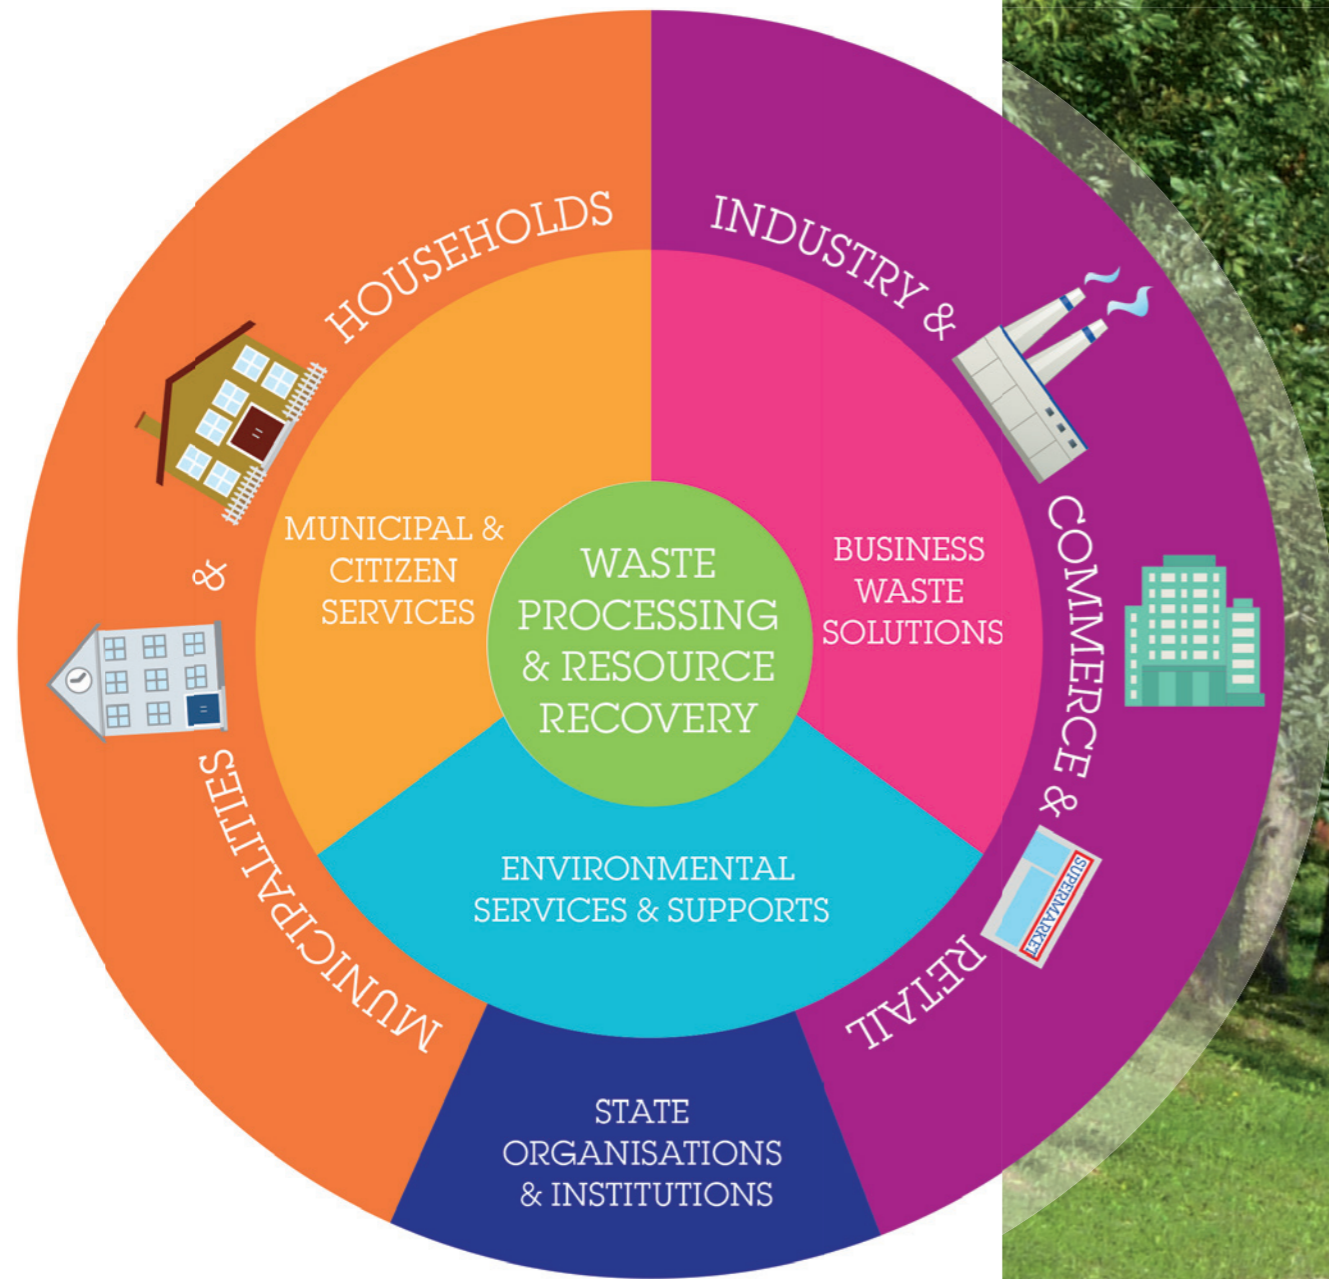 HOUSEHOLDS
&
MUNICIPALITIES
INDUSTRY &
COMMERCE &
RETAIL
SUPERMARKET
MUNICIPAL &
CITIZEN
SERVICES
WASTE
PROCESSING
& RESOURCE
RECOVERY
BUSINESS
WASTE
SOLUTIONS
ENVIRONMENTAL
SERVICES & SUPPORTS
STATE
ORGANISATIONS
& INSTITUTIONS